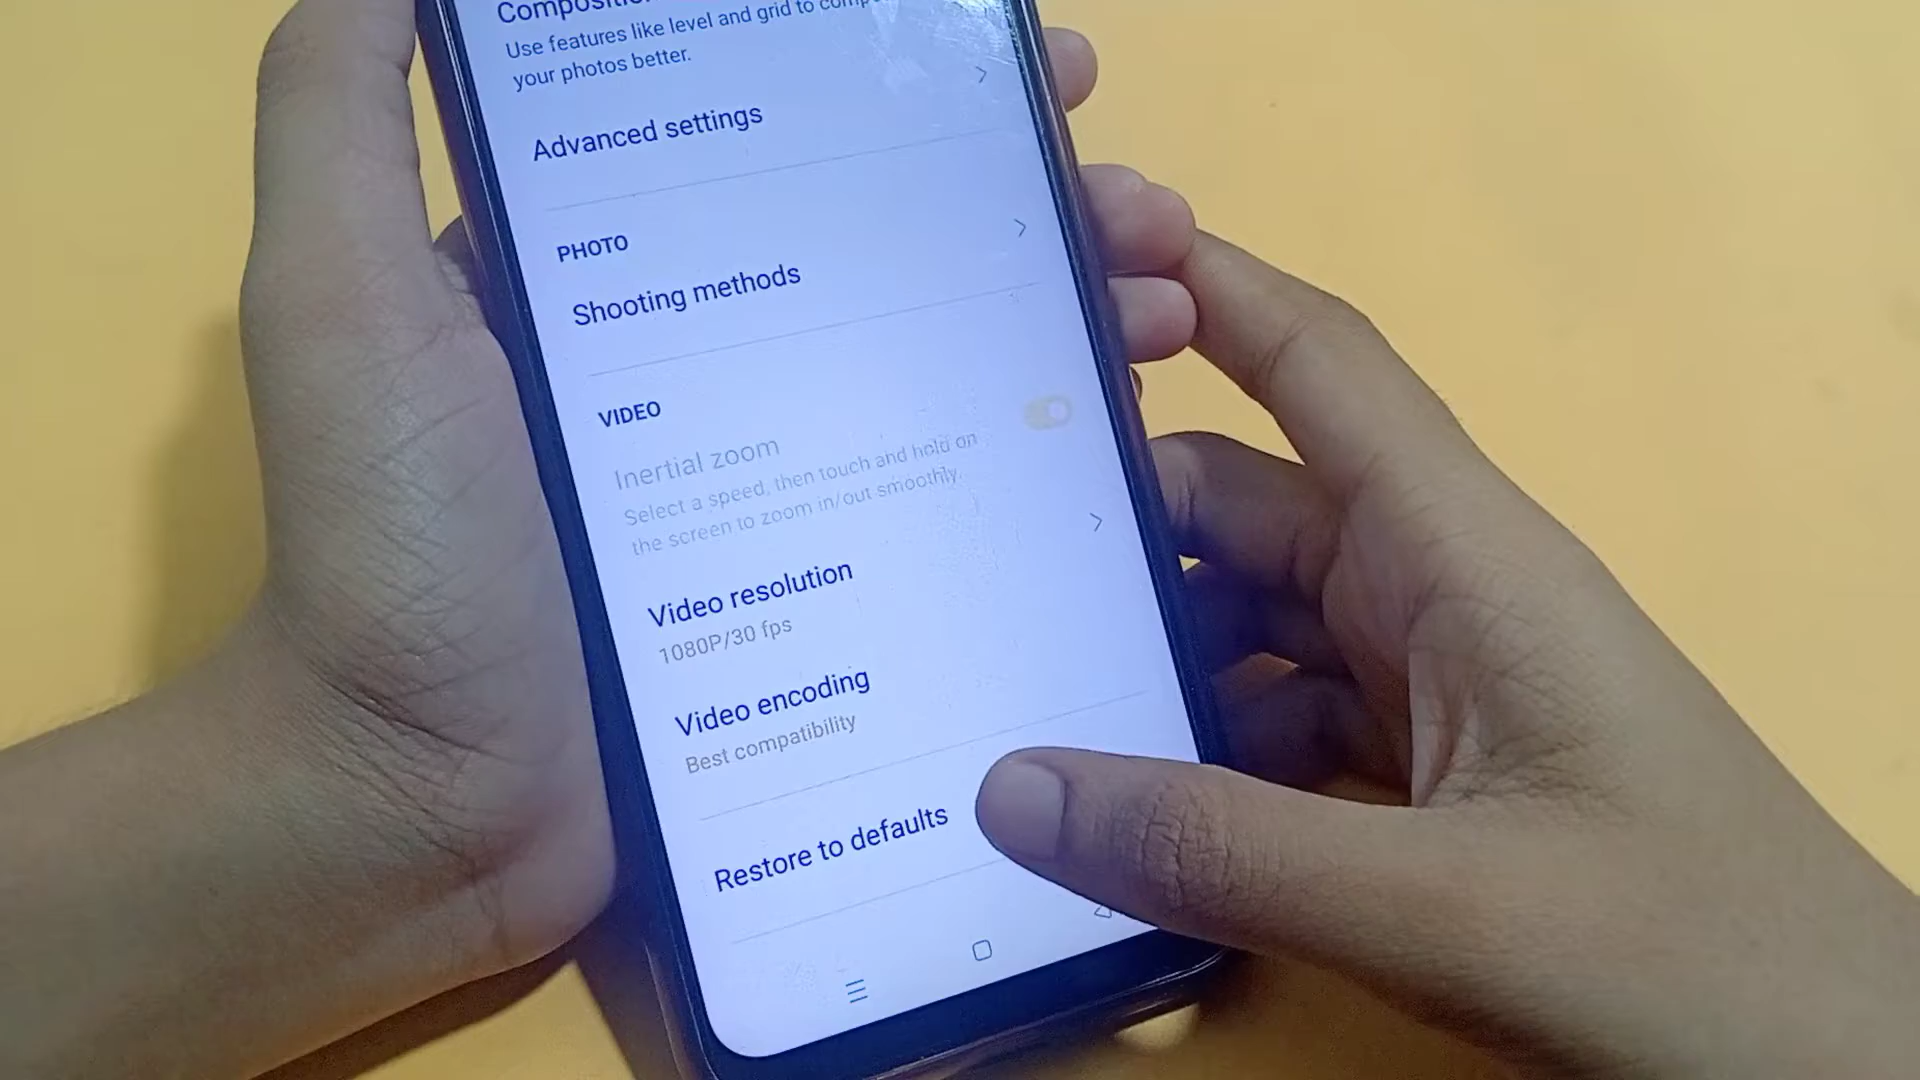 Use features like level and grid to
your photos better.
Advanced settings
PHOTO
Shooting methods
VIDEO
Inertial zoom
Select a speed, then touch and hold on
the screen to zoom in/out smoothly.
Video resolution
1080P/30 fps
Video encoding
Best compatibility
Restore to defaults